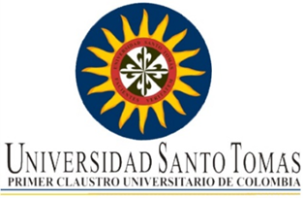 UNIVERSIDAD SANTO TOMAS
PRIMER CLAUSTRO UNIVERSITARIO DE COLOMBIA